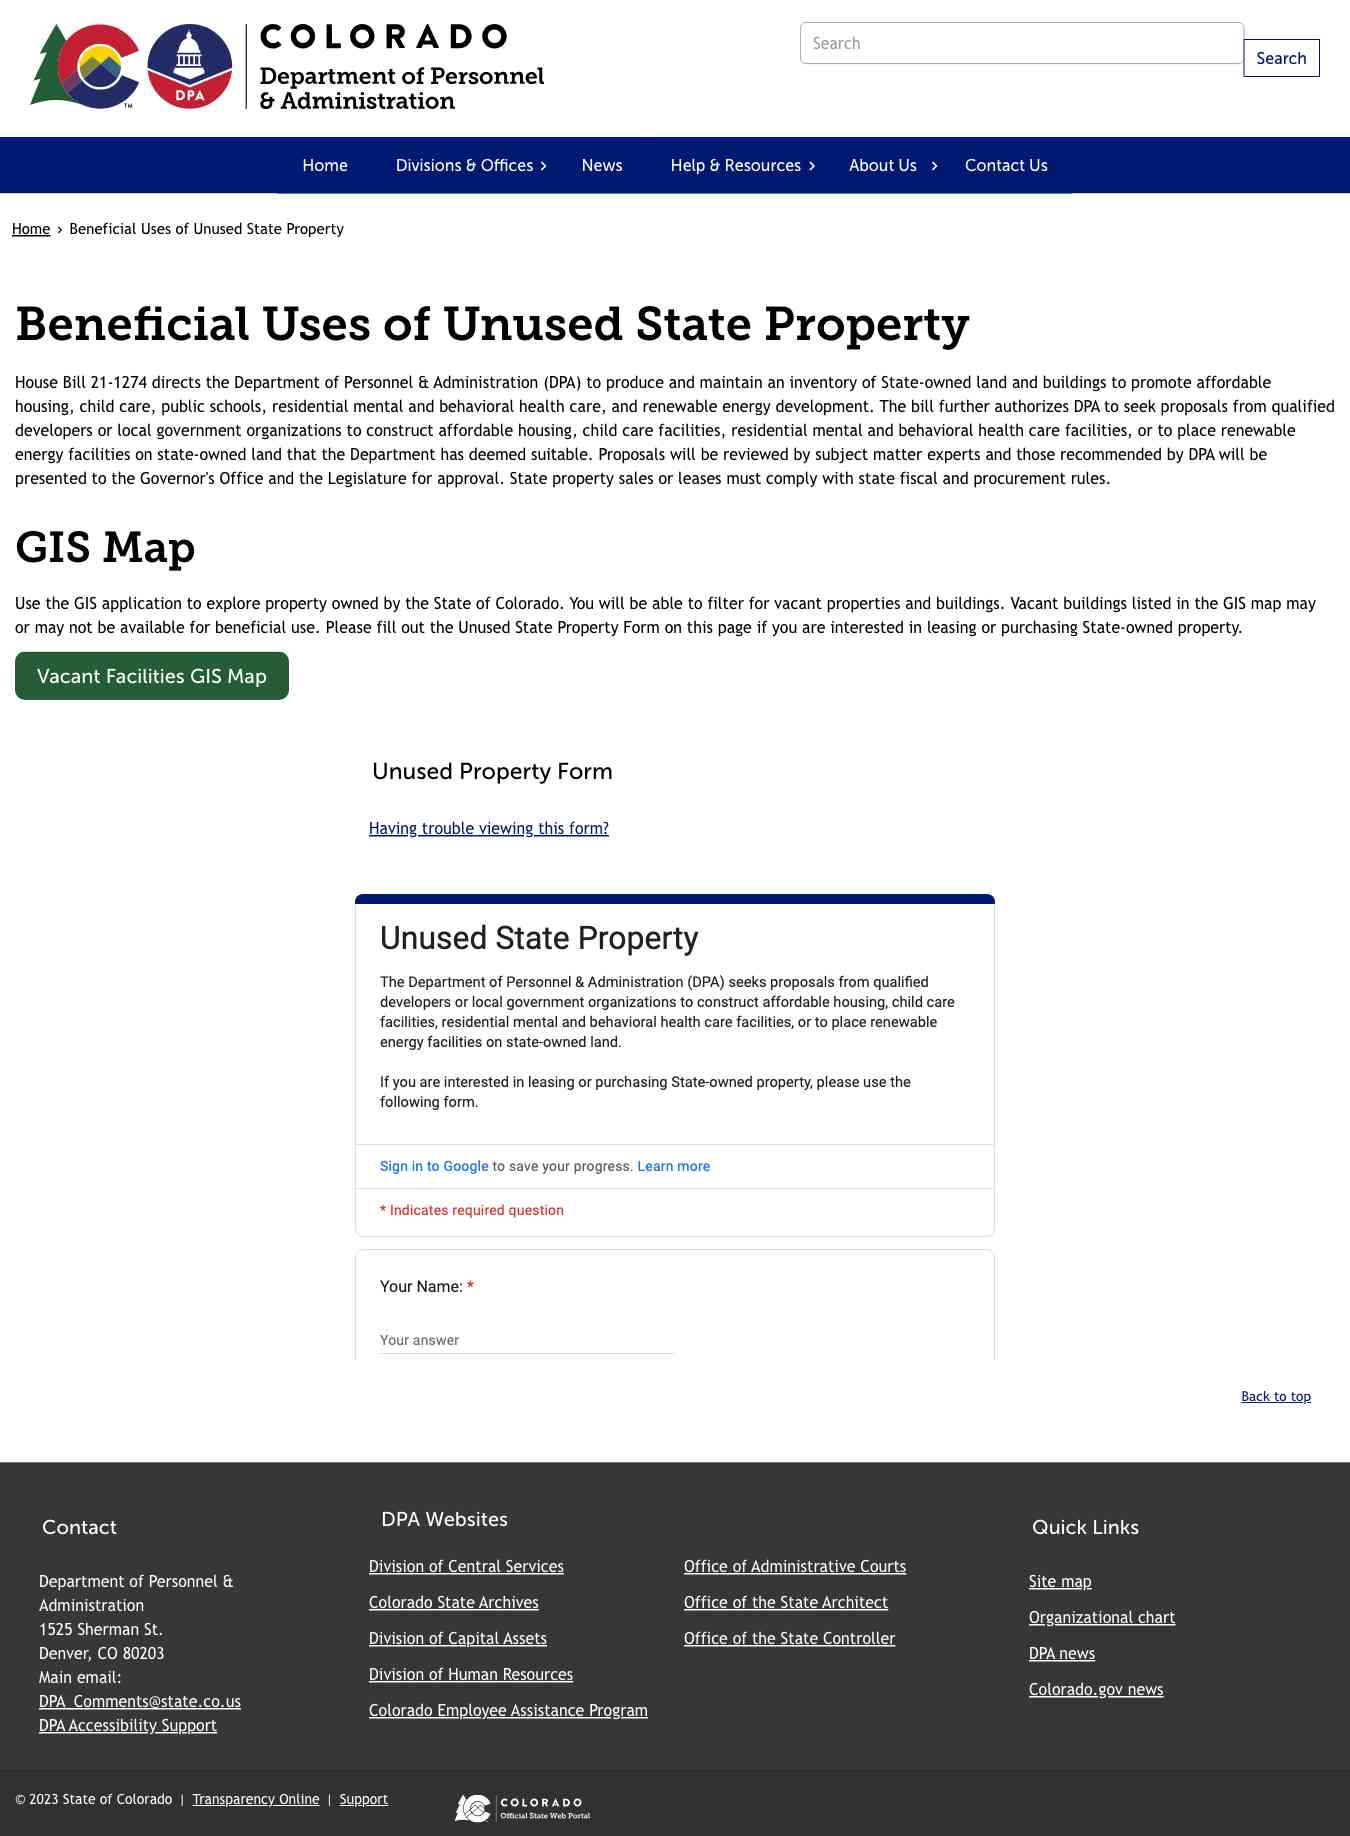 COLORADO
Department of Personnel
& Administration
DPA
TM
Search
Search
Home
Divisions & Offices
News
Help & Resources
About Us
Contact Us
Home › Beneficial Uses of Unused State Property
Beneficial Uses of Unused State Property
House Bill 21-1274 directs the Department of Personnel & Administration (DPA) to produce and maintain an inventory of State-owned land and buildings to promote affordable
housing, child care, public schools, residential mental and behavioral health care, and renewable energy development. The bill further authorizes DPA to seek proposals from qualified
developers or local government organizations to construct affordable housing, child care facilities, residential mental and behavioral health care facilities, or to place renewable
energy facilities on state-owned land that the Department has deemed suitable. Proposals will be reviewed by subject matter experts and those recommended by DPA will be
presented to the Governor's Office and the Legislature for approval. State property sales or leases must comply with state fiscal and procurement rules.
GIS Map
Use the GIS application to explore property owned by the State of Colorado. You will be able to filter for vacant properties and buildings. Vacant buildings listed in the GIS map may
or may not be available for beneficial use. Please fill out the Unused State Property Form on this page if you are interested in leasing or purchasing State-owned property.
Vacant Facilities GIS Map
Unused Property Form
Having trouble viewing this form?
Unused State Property
The Department of Personnel & Administration (DPA) seeks proposals from qualified
developers or local government organizations to construct affordable housing, child care
facilities, residential mental and behavioral health care facilities, or to place renewable
energy facilities on state-owned land.
If you are interested in leasing or purchasing State-owned property, please use the
following form.
Sign in to Google to save your progress. Learn more
* Indicates required question
Your Name: *
Your answer
Back to top
Contact
Department of Personnel &
Administration
1525 Sherman St.
Denver, CO 80203
Main email:
DPA_Comments@state.co.us
DPA Accessibility Support
DPA Websites
Division of Central Services
Colorado State Archives
Division of Capital Assets
Division of Human Resources
Colorado Employee Assistance Program
Office of Administrative Courts
Office of the State Architect
Office of the State Controller
Quick Links
Site map
Organizational chart
DPA news
Colorado.gov news
© 2023 State of Colorado | Transparency Online | Support
COLORADO
Official State Web Portal